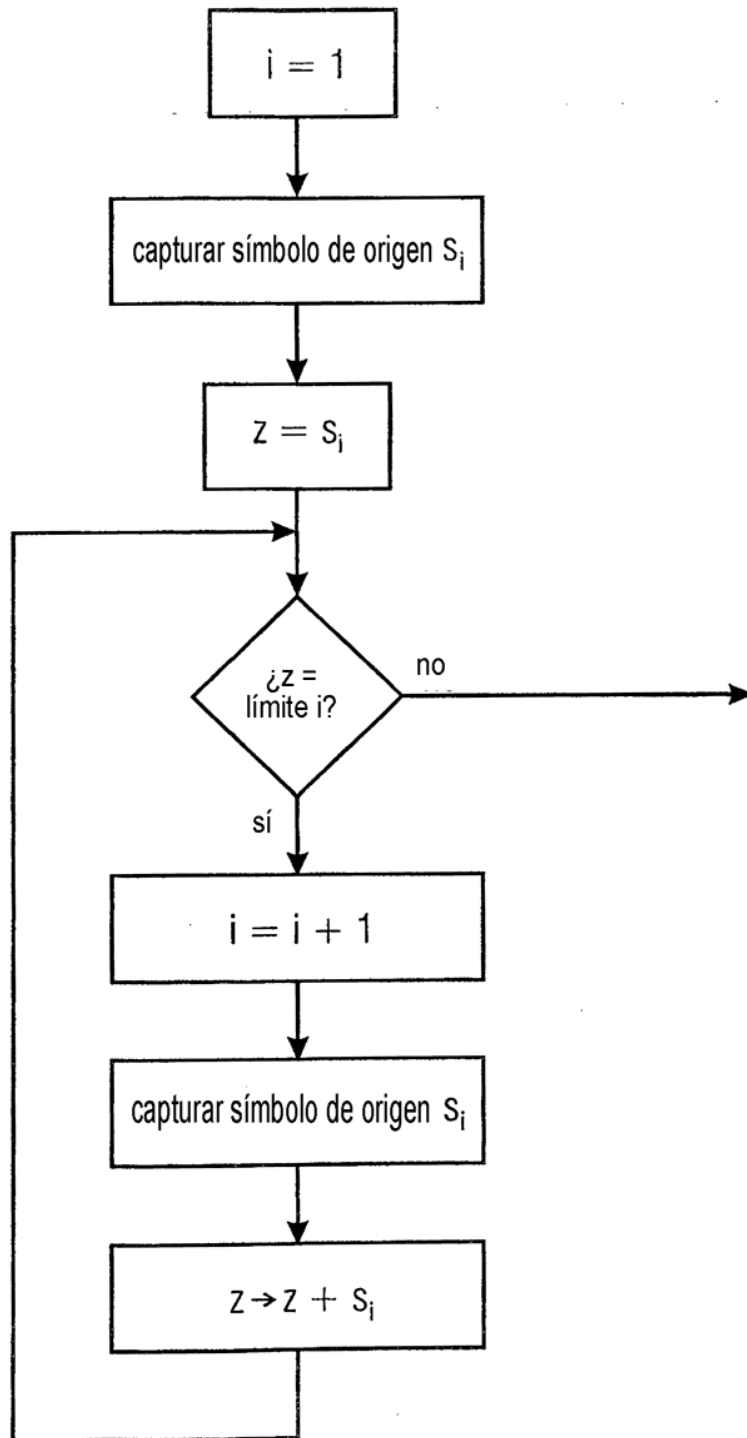 i = 1
capturar símbolo de origen Sᵢ
z = Sᵢ
¿z =
límite i?
no
sí
i = i + 1
capturar símbolo de origen Sᵢ
z → z + Sᵢ